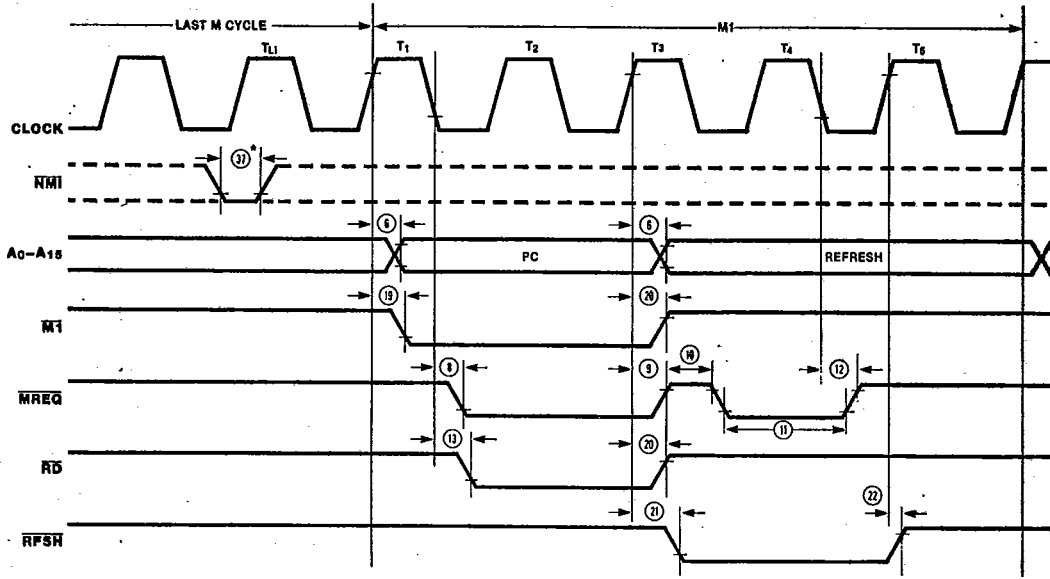 LAST M CYCLE M1
TLI T1 T2 T3 T4 T5
CLOCK
37*
NMI
6 6
A0–A15 PC REFRESH
19 20
M1
8 9 10 12
MREQ
11
13 20
RD
21 22
RFSH